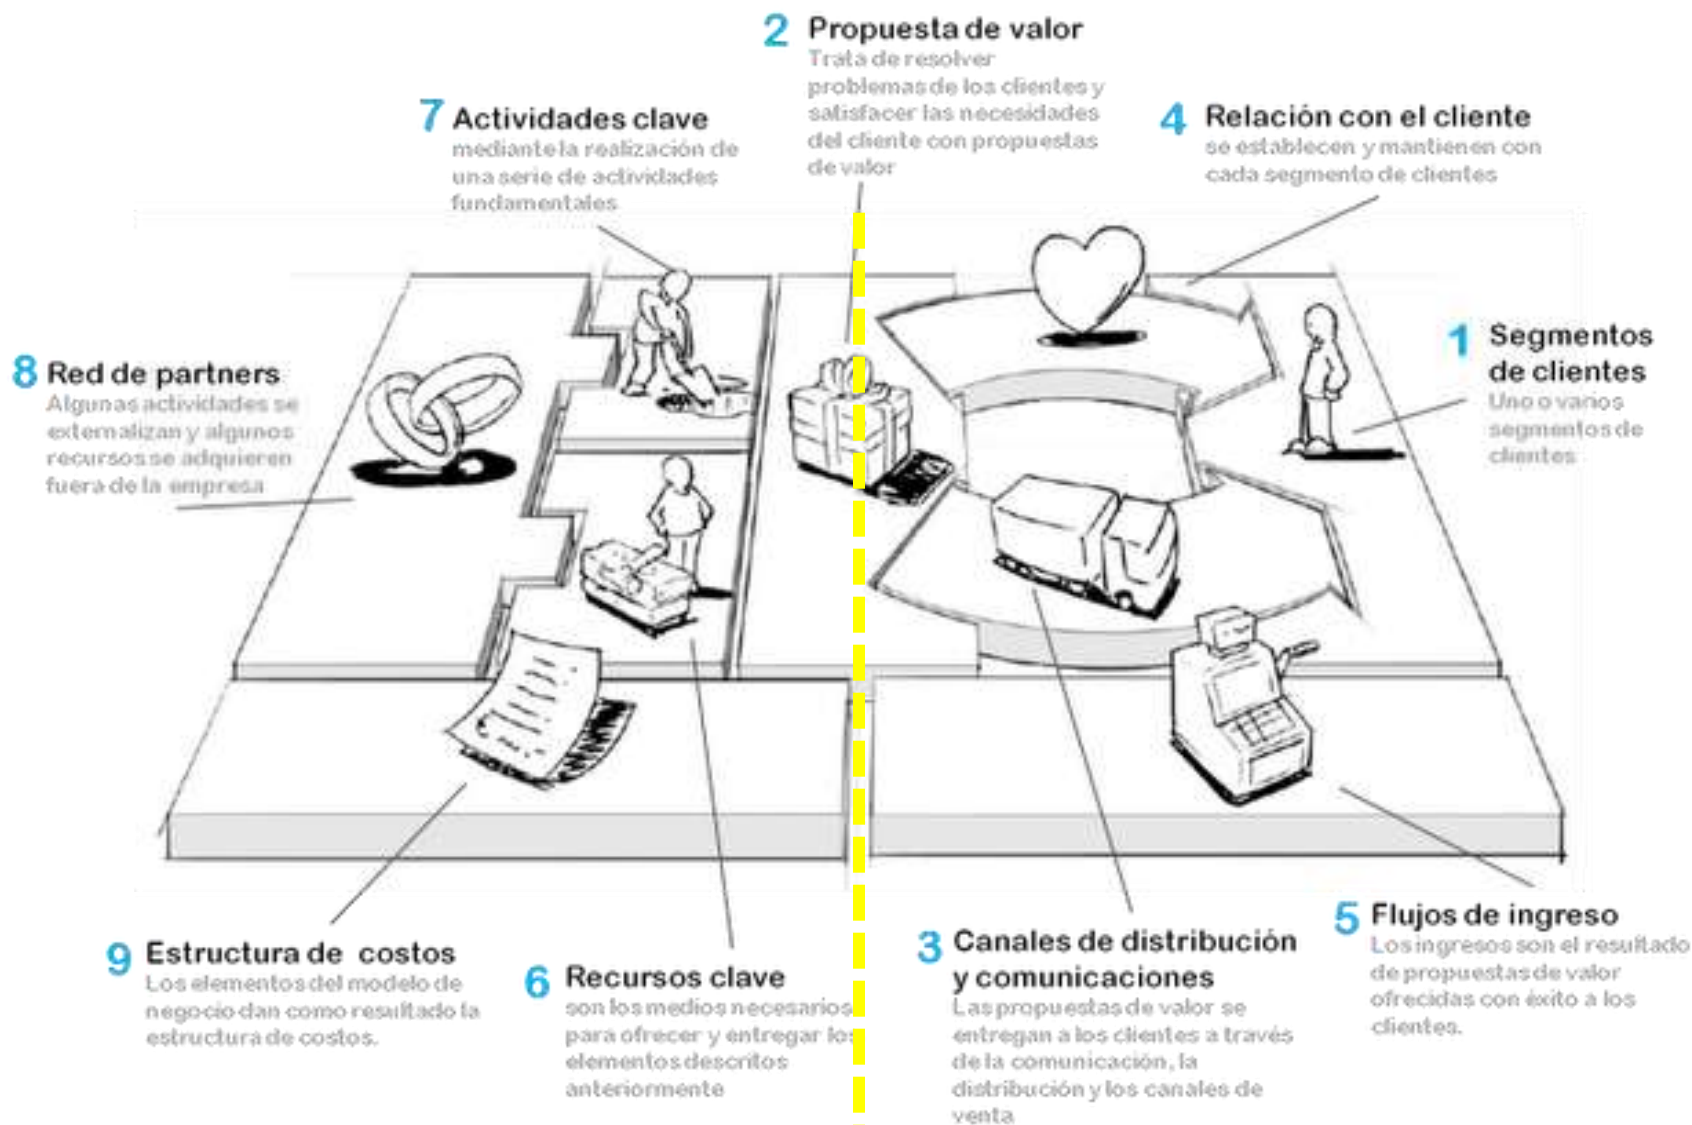 2 Propuesta de valor
Trata de resolver
problemas de los clientes y
satisfacer las necesidades
del cliente con propuestas
de valor
7 Actividades clave
mediante la realización de
una serie de actividades
fundamentales
4 Relación con el cliente
se establecen y mantienen con
cada segmento de clientes
1 Segmentos
de clientes
Uno o varios
segmentos de
clientes
8 Red de partners
Algunas actividades se
externalizan y algunos
recursos se adquieren
fuera de la empresa
9 Estructura de costos
Los elementos del modelo de
negocio dan como resultado la
estructura de costos.
6 Recursos clave
son los medios necesarios
para ofrecer y entregar los
elementos descritos
anteriormente
3 Canales de distribución
y comunicaciones
Las propuestas de valor se
entregan a los clientes a través
de la comunicación, la
distribución y los canales de
venta
5 Flujos de ingreso
Los ingresos son el resultado
de propuestas de valor
ofrecidas con éxito a los
clientes.